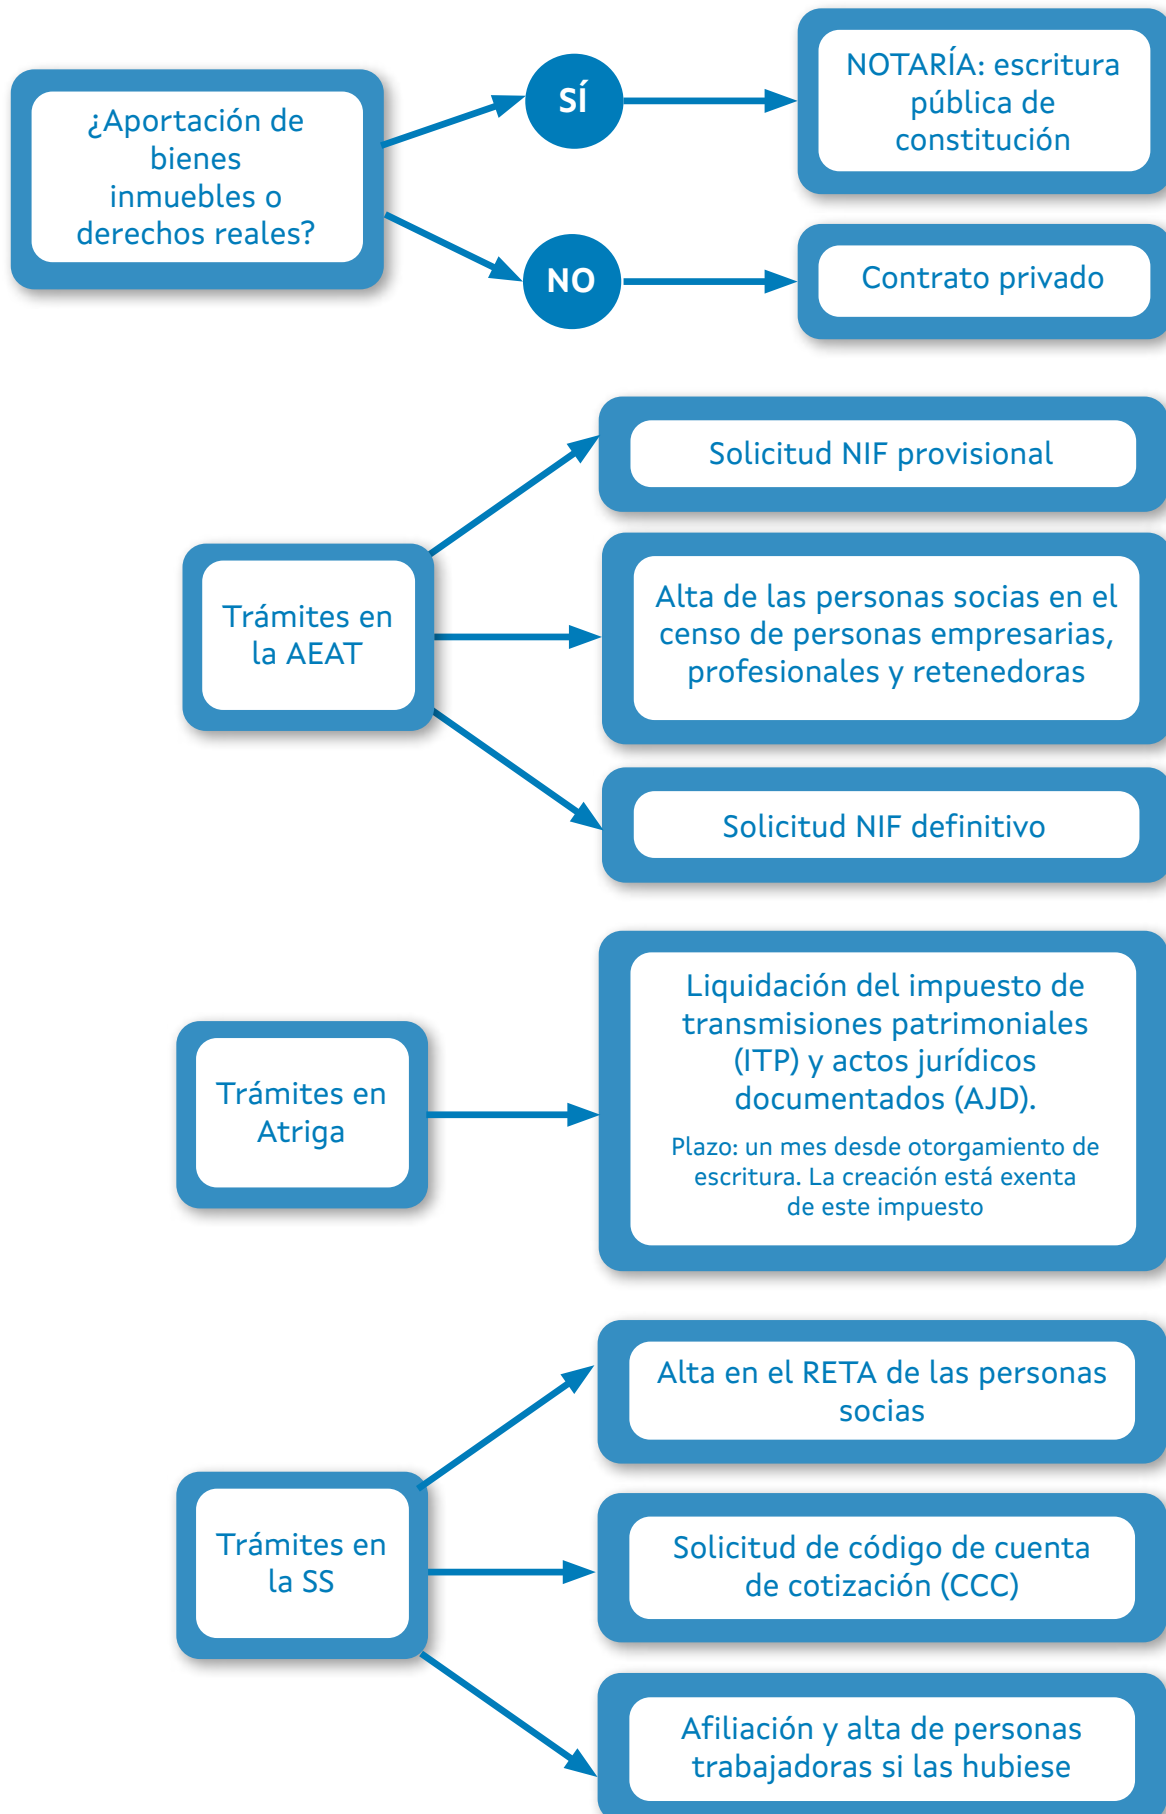 ¿Aportación de
bienes
inmuebles o
derechos reales?
SÍ
NOTARÍA: escritura
pública de
constitución
NO
Contrato privado
Trámites en
la AEAT
Solicitud NIF provisional
Alta de las personas socias en el
censo de personas empresarias,
profesionales y retenedoras
Solicitud NIF definitivo
Trámites en
Atriga
Liquidación del impuesto de
transmisiones patrimoniales
(ITP) y actos jurídicos
documentados (AJD).
Plazo: un mes desde otorgamiento de
escritura. La creación está exenta
de este impuesto
Trámites en
la SS
Alta en el RETA de las personas
socias
Solicitud de código de cuenta
de cotización (CCC)
Afiliación y alta de personas
trabajadoras si las hubiese